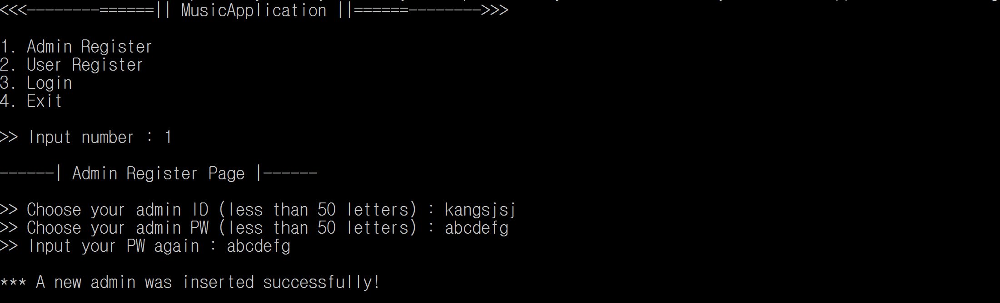 <<<--------======|| MusicApplication ||======-------->>>
1. Admin Register
2. User Register
3. Login
4. Exit
>> Input number : 1
------| Admin Register Page |------
>> Choose your admin ID (less than 50 letters) : kangsjsj
>> Choose your admin PW (less than 50 letters) : abcdefg
>> Input your PW again : abcdefg
*** A new admin was inserted successfully!